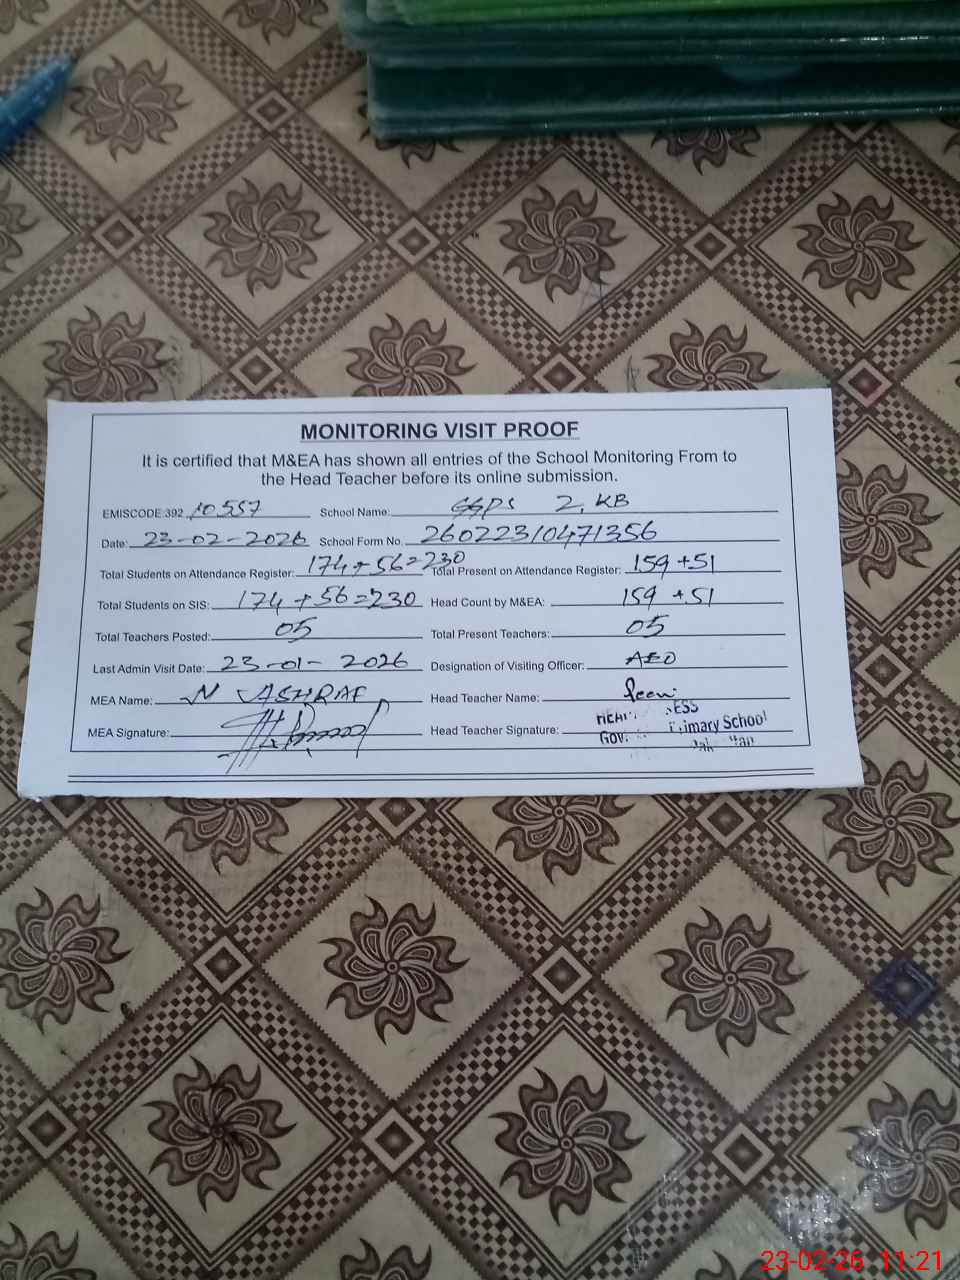 MONITORING VISIT PROOF
It is certified that M&EA has shown all entries of the School Monitoring From to
the Head Teacher before its online submission.
EMISCODE:392 10557 School Name: GGPS 2, KB
Date: 23-02-2026 School Form No. 26022310471356
Total Students on Attendance Register: 174+56=230 Total Present on Attendance Register: 159+51
Total Students on SIS: 174+56=230 Head Count by M&EA: 159+51
Total Teachers Posted: 05 Total Present Teachers: 05
Last Admin Visit Date: 23-01-2026 Designation of Visiting Officer: AEO
MEA Name: N ASHRAF Head Teacher Name:
MEA Signature: Head Teacher Signature:
Primary School
23-02-26 11:21